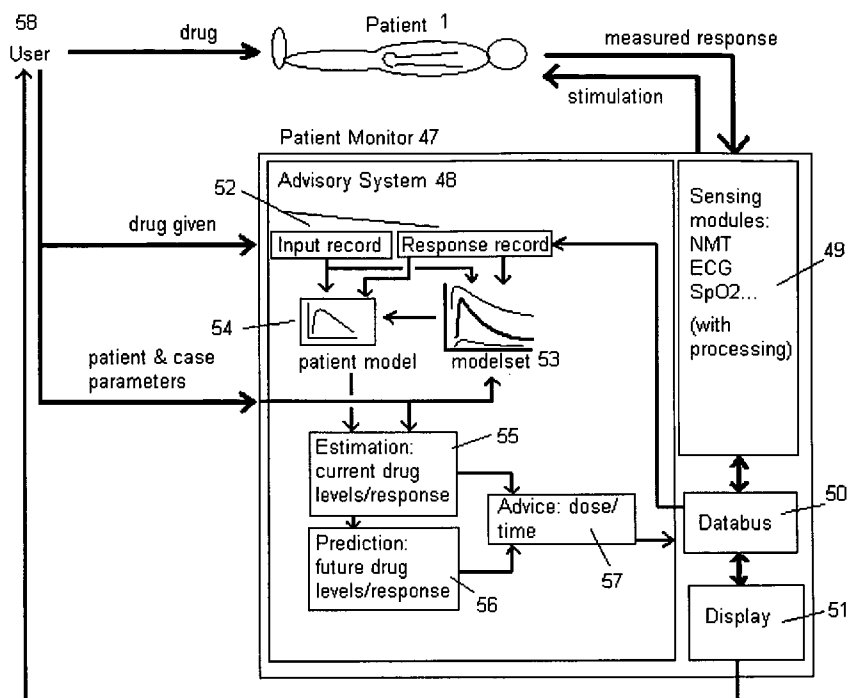 58
User
drug
Patient 1
measured response
stimulation
Patient Monitor 47
Advisory System 48
52
drug given
Input record
Response record
Sensing
modules:
NMT
ECG
SpO2...
(with
processing)
49
54
patient model
modelset 53
patient & case
parameters
Estimation:
current drug
levels/response
55
Prediction:
future drug
levels/response
56
Advice: dose/
time
57
Databus
50
Display
51